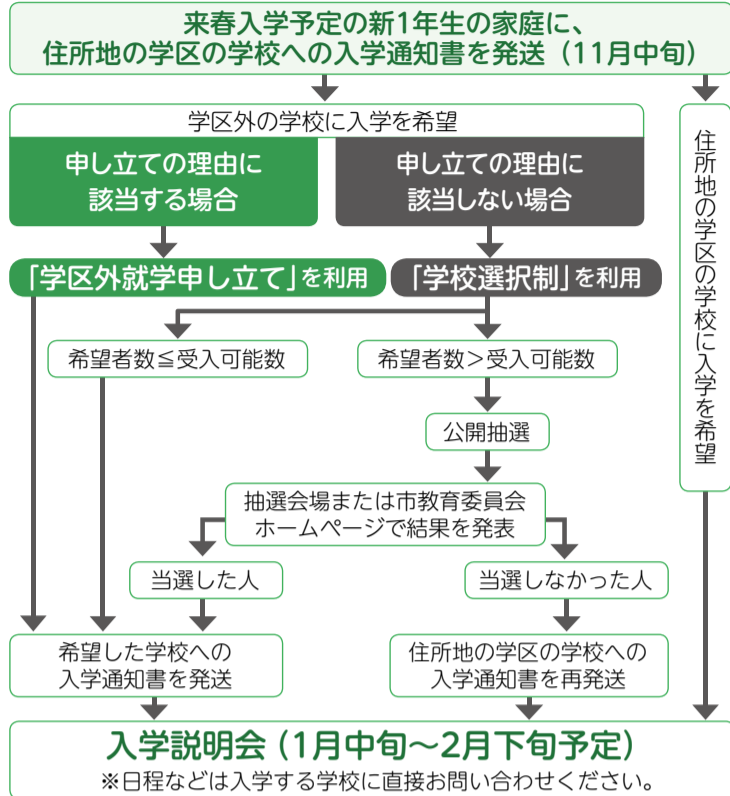 来春入学予定の新1年生の家庭に、
住所地の学区の学校への入学通知書を発送（11月中旬）
学区外の学校に入学を希望
申し立ての理由に
該当する場合
申し立ての理由に
該当しない場合
「学区外就学申し立て」を利用
「学校選択制」を利用
希望者数≦受入可能数
希望者数＞受入可能数
公開抽選
抽選会場または市教育委員会
ホームページで結果を発表
当選した人
当選しなかった人
希望した学校への
入学通知書を発送
住所地の学区の学校への
入学通知書を再発送
住所地の学区の学校に入学を希望
入学説明会（1月中旬～2月下旬予定）
※日程などは入学する学校に直接お問い合わせください。